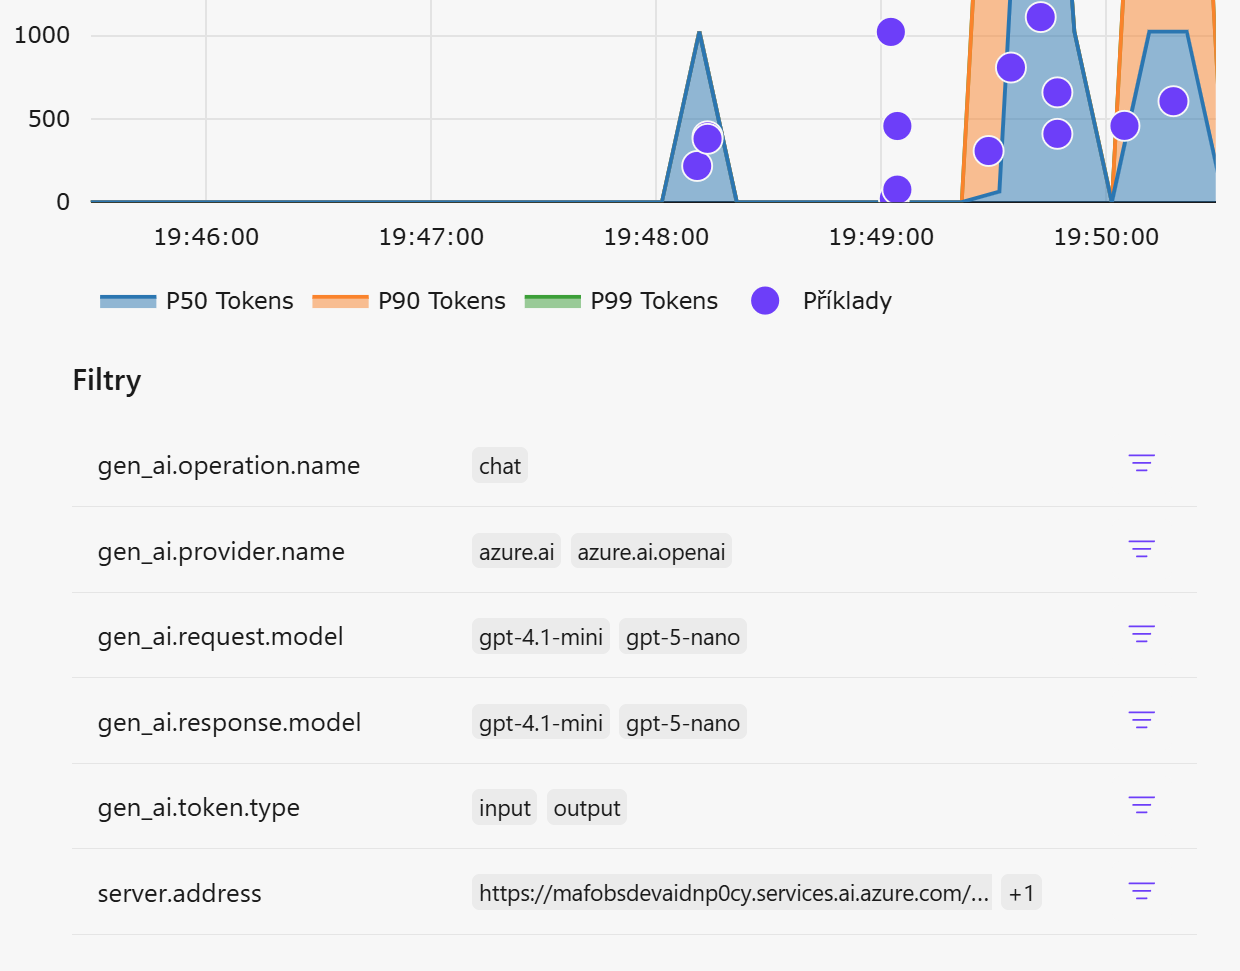 1000
500
0
19:46:00 19:47:00 19:48:00 19:49:00 19:50:00
P50 Tokens P90 Tokens P99 Tokens Příklady
Filtry
gen_ai.operation.name chat
gen_ai.provider.name azure.ai azure.ai.openai
gen_ai.request.model gpt-4.1-mini gpt-5-nano
gen_ai.response.model gpt-4.1-mini gpt-5-nano
gen_ai.token.type input output
server.address https://mafobsdevaidnp0cy.services.ai.azure.com/... +1